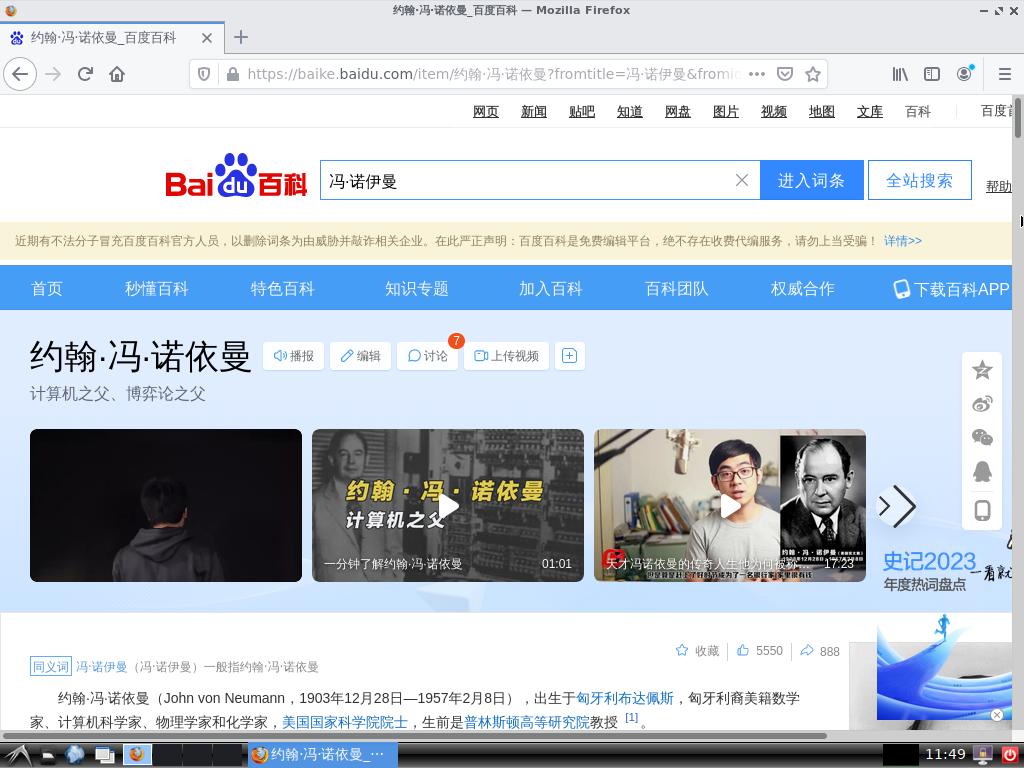 约翰·冯·诺依曼_百度百科 — Mozilla Firefox
约翰·冯·诺依曼_百度百科
https://baike.baidu.com/item/约翰·冯·诺依曼?fromtitle=冯·诺伊曼&fromid
网页 新闻 贴吧 知道 网盘 图片 视频 地图 文库 百科 百度首
Bai du 百科
冯·诺伊曼
进入词条 全站搜索 帮助
近期有不法分子冒充百度百科官方人员，以删除词条为由威胁并敲诈相关企业。在此严正声明：百度百科是免费编辑平台，绝不存在收费代编服务，请勿上当受骗！ 详情>>
首页 秒懂百科 特色百科 知识专题 加入百科 百科团队 权威合作 下载百科APP
约翰·冯·诺依曼 播报 编辑 讨论 7 上传视频
计算机之父、博弈论之父
约翰·冯·诺依曼
计算机之父
一分钟了解约翰·冯·诺依曼 01:01
约翰·冯·诺伊曼
天才冯诺依曼的传奇人生他为何被称... 17:23
史记2023
年度热词盘点
同义词 冯·诺伊曼（冯·诺伊曼）一般指约翰·冯·诺依曼
收藏 5550 888
约翰·冯·诺依曼（John von Neumann，1903年12月28日—1957年2月8日），出生于匈牙利布达佩斯，匈牙利裔美籍数学
家、计算机科学家、物理学家和化学家，美国国家科学院院士，生前是普林斯顿高等研究院教授 [1] 。
约翰·冯·诺依曼_···
11:49